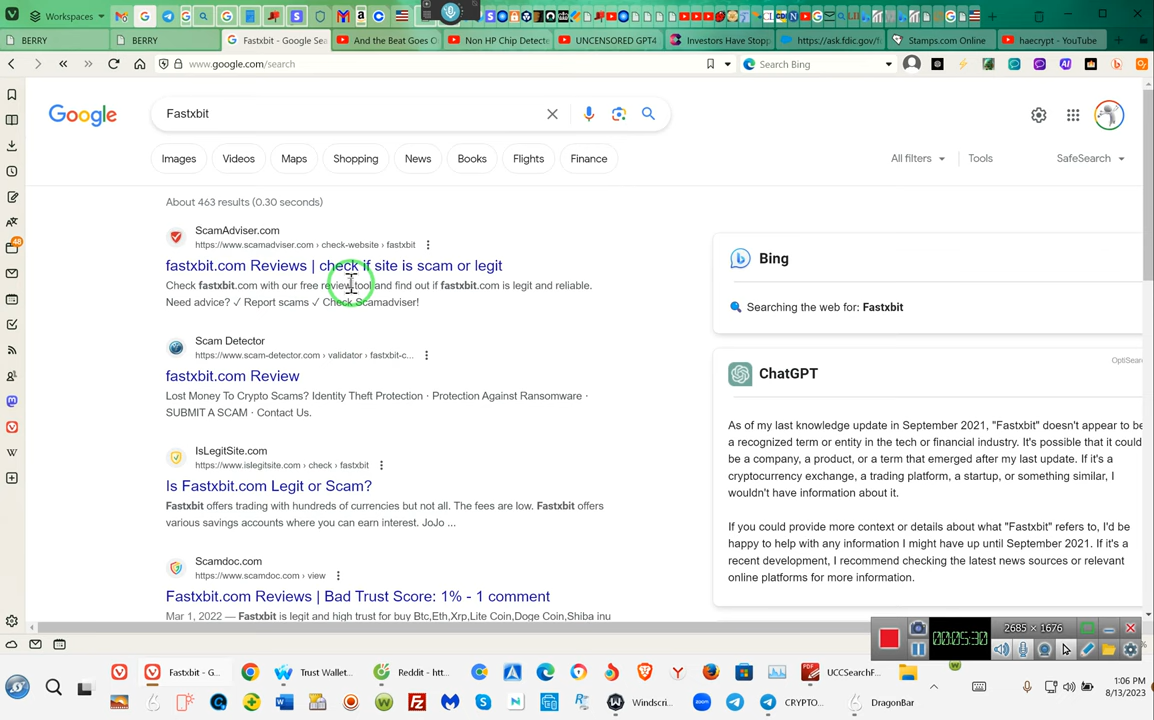 Workspaces
BERRY
BERRY
Fastxbit - Google Sea
And the Beat Goes O
Non HP Chip Detecte
UNCENSORED GPT4
Investors Have Stopp
https://ask.fdic.gov/f
Stamps.com Online
haecrypt - YouTube
www.google.com/search
Search Bing
Google
Fastxbit
Images
Videos
Maps
Shopping
News
Books
Flights
Finance
All filters
Tools
SafeSearch
About 463 results (0.30 seconds)
ScamAdviser.com
https://www.scamadviser.com › check-website › fastxbit
fastxbit.com Reviews | check if site is scam or legit
Check fastxbit.com with our free review tool and find out if fastxbit.com is legit and reliable.
Need advice? ✓ Report scams ✓ Check Scamadviser!
Scam Detector
https://www.scam-detector.com › validator › fastxbit-c...
fastxbit.com Review
Lost Money To Crypto Scams? Identity Theft Protection · Protection Against Ransomware ·
SUBMIT A SCAM · Contact Us.
IsLegitSite.com
https://www.islegitsite.com › check › fastxbit
Is Fastxbit.com Legit or Scam?
Fastxbit offers trading with hundreds of currencies but not all. The fees are low. Fastxbit offers
various savings accounts where you can earn interest. JoJo ...
Scamdoc.com
https://www.scamdoc.com › view
Fastxbit.com Reviews | Bad Trust Score: 1% - 1 comment
Mar 1, 2022 — Fastxbit is legit and high trust for buy Btc,Eth,Xrp,Lite Coin,Doge Coin,Shiba inu
Bing
Searching the web for: Fastxbit
OptiSear
ChatGPT
As of my last knowledge update in September 2021, "Fastxbit" doesn't appear to be
a recognized term or entity in the tech or financial industry. It's possible that it could
be a company, a product, or a term that emerged after my last update. If it's a
cryptocurrency exchange, a trading platform, a startup, or something similar, I
wouldn't have information about it.
If you could provide more context or details about what "Fastxbit" refers to, I'd be
happy to help with any information I might have up until September 2021. If it's a
recent development, I recommend checking the latest news sources or relevant
online platforms for more information.
00:05:30
2685 × 1676
Fastxbit - G...
Trust Wallet...
Reddit - htt...
UCCSearchF...
Windscri...
CRYPTO...
DragonBar
1:06 PM
8/13/2023